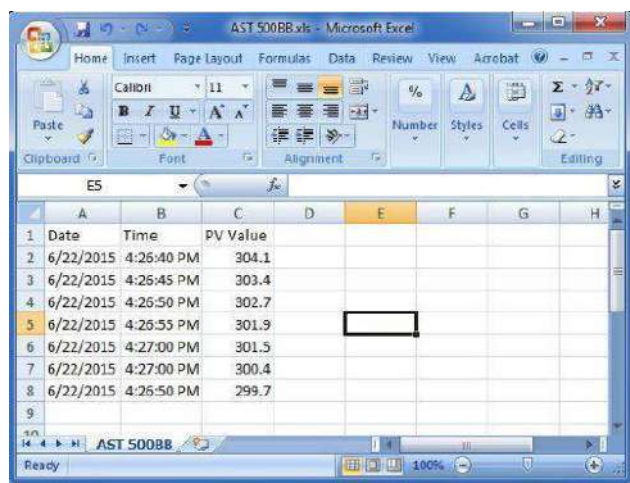 AST 500BB.xls - Microsoft Excel
Home Insert Page Layout Formulas Data Review View Acrobat
Calibri 11
B I U A A
Paste Number Styles Cells
Clipboard Font Alignment Editing
E5 fx
A B C D E F G H
1 Date Time PV Value
2 6/22/2015 4:26:40 PM 304.1
3 6/22/2015 4:26:45 PM 303.4
4 6/22/2015 4:26:50 PM 302.7
5 6/22/2015 4:26:55 PM 301.9
6 6/22/2015 4:27:00 PM 301.5
7 6/22/2015 4:27:00 PM 300.4
8 6/22/2015 4:26:50 PM 299.7
9
10
AST 500BB
Ready 100%